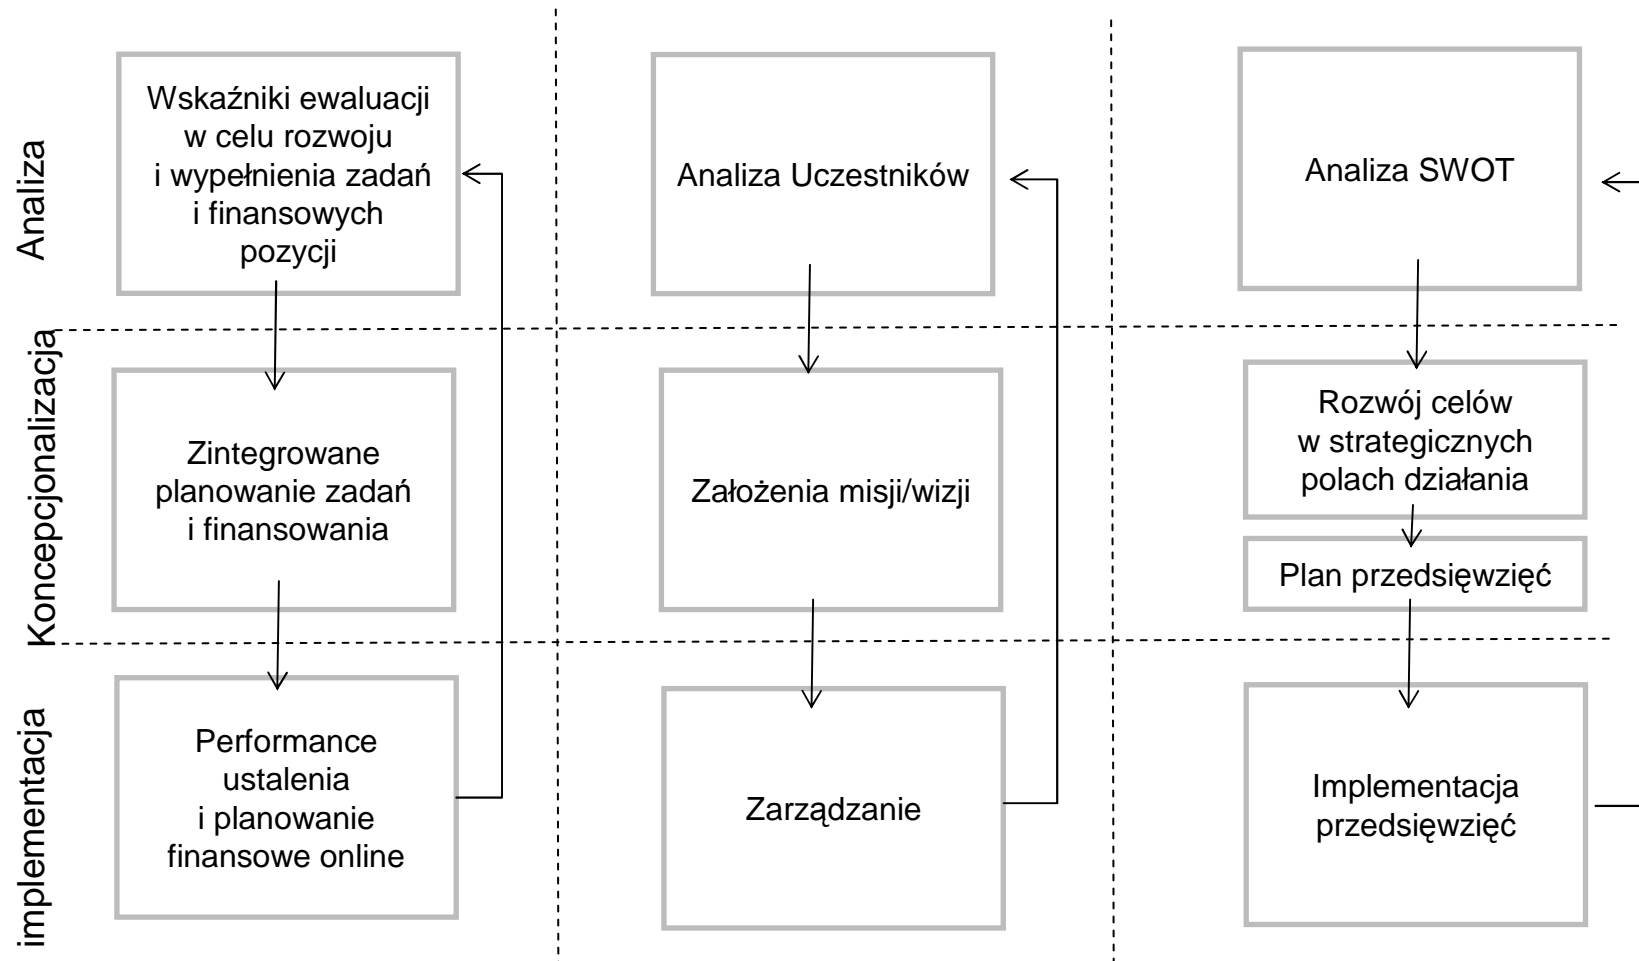 Analiza
Wskaźniki ewaluacji
w celu rozwoju
i wypełnienia zadań
i finansowych
pozycji
Analiza Uczestników
Analiza SWOT
Koncepcjonalizacja
Zintegrowane
planowanie zadań
i finansowania
Założenia misji/wizji
Rozwój celów
w strategicznych
polach działania
Plan przedsięwzięć
implementacja
Performance
ustalenia
i planowanie
finansowe online
Zarządzanie
Implementacja
przedsięwzięć